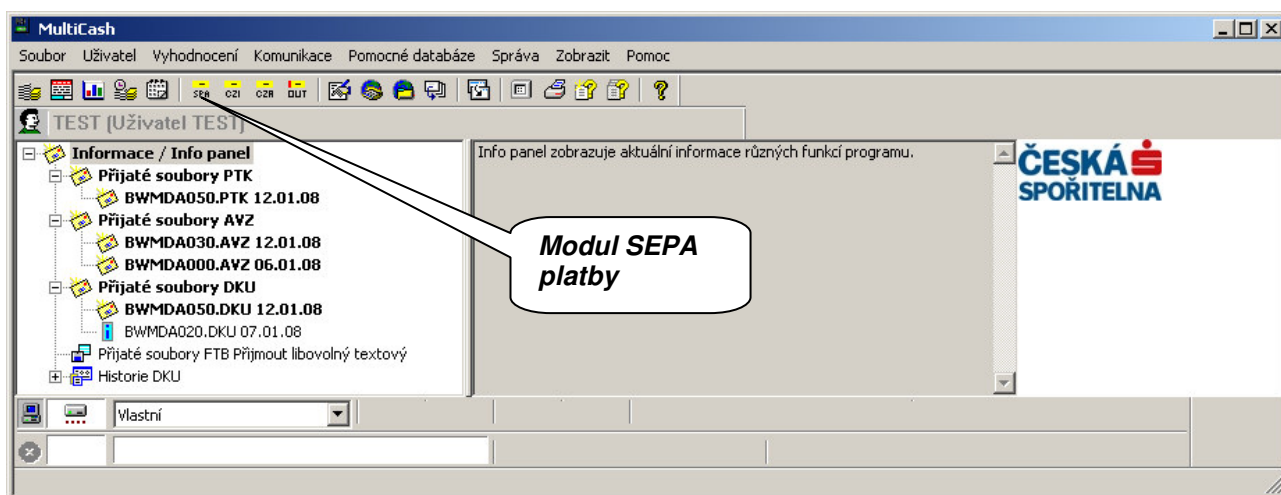 MultiCash
Soubor Uživatel Vyhodnocení Komunikace Pomocné databáze Správa Zobrazit Pomoc
SEA CZI CZA OUT
TEST (Uživatel TEST)
Informace / Info panel
Přijaté soubory PTK
BWMDA050.PTK 12.01.08
Přijaté soubory AVZ
BWMDA030.AVZ 12.01.08
BWMDA000.AVZ 06.01.08
Přijaté soubory DKU
BWMDA050.DKU 12.01.08
BWMDA020.DKU 07.01.08
Přijaté soubory FTB Přijmout libovolný textový
Historie DKU
Info panel zobrazuje aktuální informace různých funkcí programu.
ČESKÁ
SPOŘITELNA
Modul SEPA
platby
Vlastní